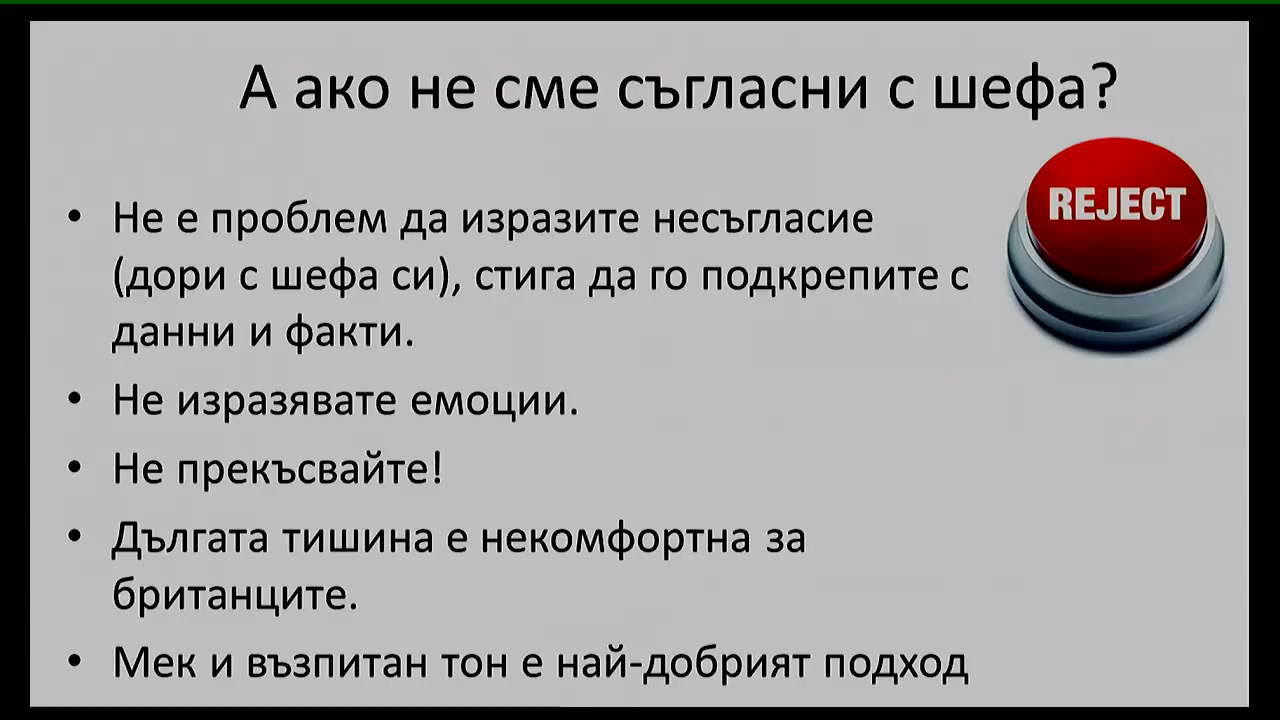 А ако не сме съгласни с шефа?
REJECT
• Не е проблем да изразите несъгласие
(дори с шефа си), стига да го подкрепите с
данни и факти.
• Не изразявате емоции.
• Не прекъсвайте!
• Дългата тишина е некомфортна за
британците.
• Мек и възпитан тон е най-добрият подход